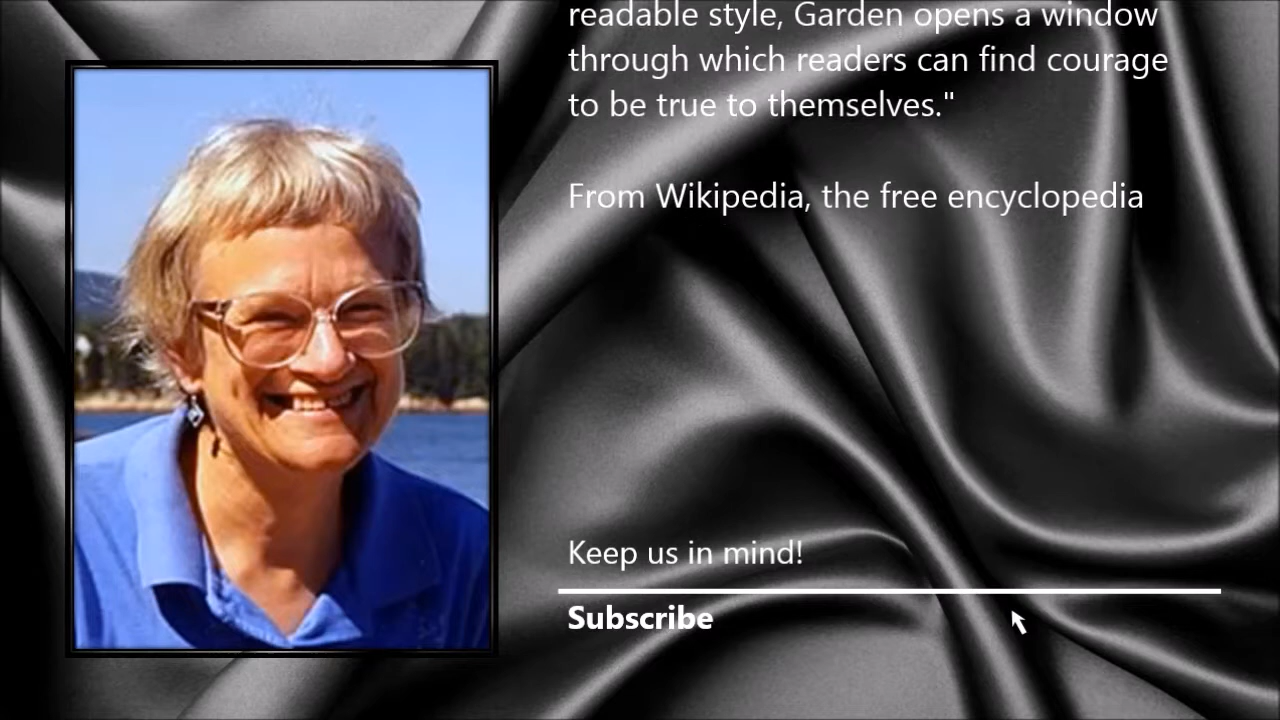 readable style, Garden opens a window
through which readers can find courage
to be true to themselves."
From Wikipedia, the free encyclopedia
Keep us in mind!
Subscribe